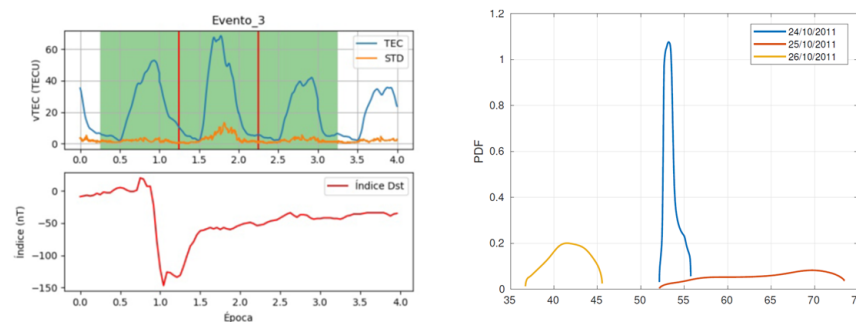 Evento_3
vTEC (TECU)
60
40
20
0
TEC
STD
0.0 0.5 1.0 1.5 2.0 2.5 3.0 3.5 4.0
Índice (nT)
0
−50
−100
−150
Índice Dst
0.0 0.5 1.0 1.5 2.0 2.5 3.0 3.5 4.0
Época
PDF
1.2
1
0.8
0.6
0.4
0.2
0
24/10/2011
25/10/2011
26/10/2011
35 40 45 50 55 60 65 70